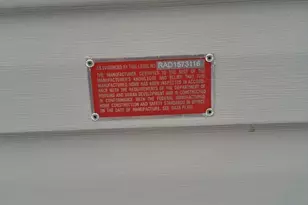 AS EVIDENCED BY THIS LABEL NO. RAD1573116
THE MANUFACTURER CERTIFIES TO THE BEST OF THE
MANUFACTURER'S KNOWLEDGE AND BELIEF THAT THIS
MANUFACTURED HOME HAS BEEN INSPECTED IN ACCORD-
ANCE WITH THE REQUIREMENTS OF THE DEPARTMENT OF
HOUSING AND URBAN DEVELOPMENT AND IS CONSTRUCTED
IN CONFORMANCE WITH THE FEDERAL MANUFACTURED
HOME CONSTRUCTION AND SAFETY STANDARDS IN EFFECT
ON THE DATE OF MANUFACTURE. SEE DATA PLATE.